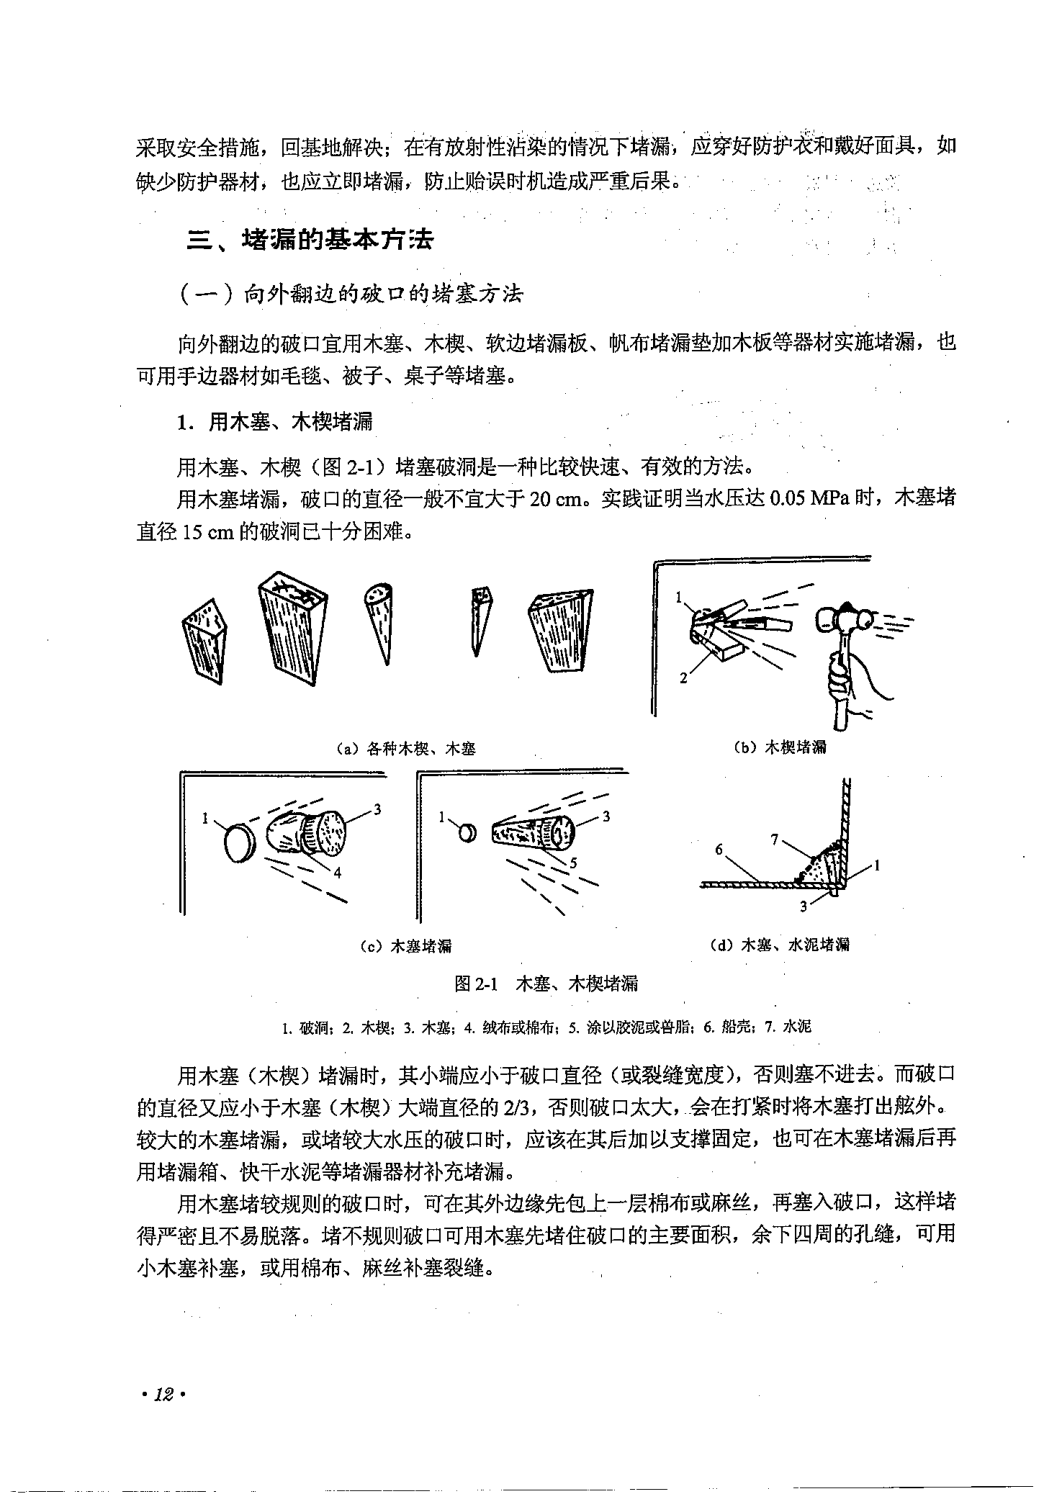 采取安全措施，回基地解决；在有放射性沾染的情况下堵漏，应穿好防护衣和戴好面具，如
缺少防护器材，也应立即堵漏，防止贻误时机造成严重后果。
三、堵漏的基本方法
（一）向外翻边的破口的堵塞方法
向外翻边的破口宜用木塞、木楔、软边堵漏板、帆布堵漏垫加木板等器材实施堵漏，也
可用手边器材如毛毯、被子、桌子等堵塞。
1．用木塞、木楔堵漏
用木塞、木楔（图 2-1）堵塞破洞是一种比较快速、有效的方法。
用木塞堵漏，破口的直径一般不宜大于 20 cm。实践证明当水压达 0.05 MPa 时，木塞堵
直径 15 cm 的破洞已十分困难。
1
2
（a）各种木楔、木塞
（b）木楔堵漏
1
3
4
1
3
5
6
7
1
3
（c）木塞堵漏
（d）木塞、水泥堵漏
图 2-1 木塞、木楔堵漏
1. 破洞；2. 木楔；3. 木塞；4. 绒布或棉布；5. 涂以胶泥或兽脂；6. 船壳；7. 水泥
用木塞（木楔）堵漏时，其小端应小于破口直径（或裂缝宽度），否则塞不进去。而破口
的直径又应小于木塞（木楔）大端直径的 2/3，否则破口太大，会在打紧时将木塞打出舷外。
较大的木塞堵漏，或堵较大水压的破口时，应该在其后加以支撑固定，也可在木塞堵漏后再
用堵漏箱、快干水泥等堵漏器材补充堵漏。
用木塞堵较规则的破口时，可在其外边缘先包上一层棉布或麻丝，再塞入破口，这样堵
得严密且不易脱落。堵不规则破口可用木塞先堵住破口的主要面积，余下四周的孔缝，可用
小木塞补塞，或用棉布、麻丝补塞裂缝。
·12·